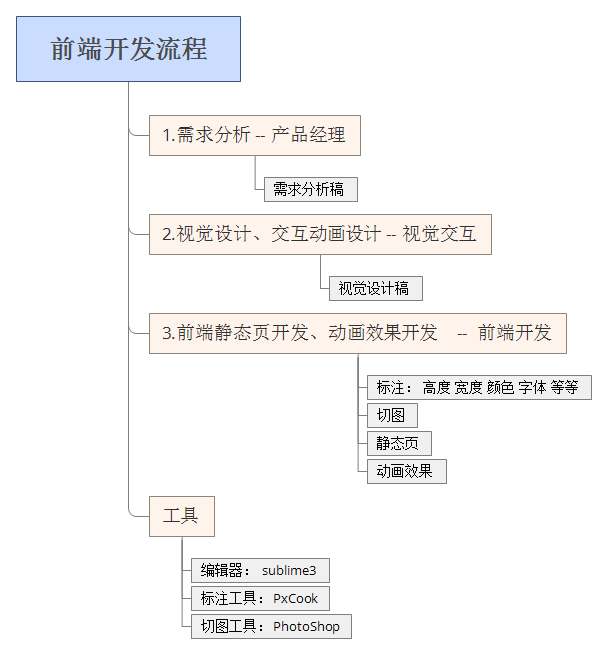 前端开发流程
1.需求分析 -- 产品经理
需求分析稿
2.视觉设计、交互动画设计 -- 视觉交互
视觉设计稿
3.前端静态页开发、动画效果开发 -- 前端开发
标注： 高度 宽度 颜色 字体 等等
切图
静态页
动画效果
工具
编辑器： sublime3
标注工具：PxCook
切图工具：PhotoShop